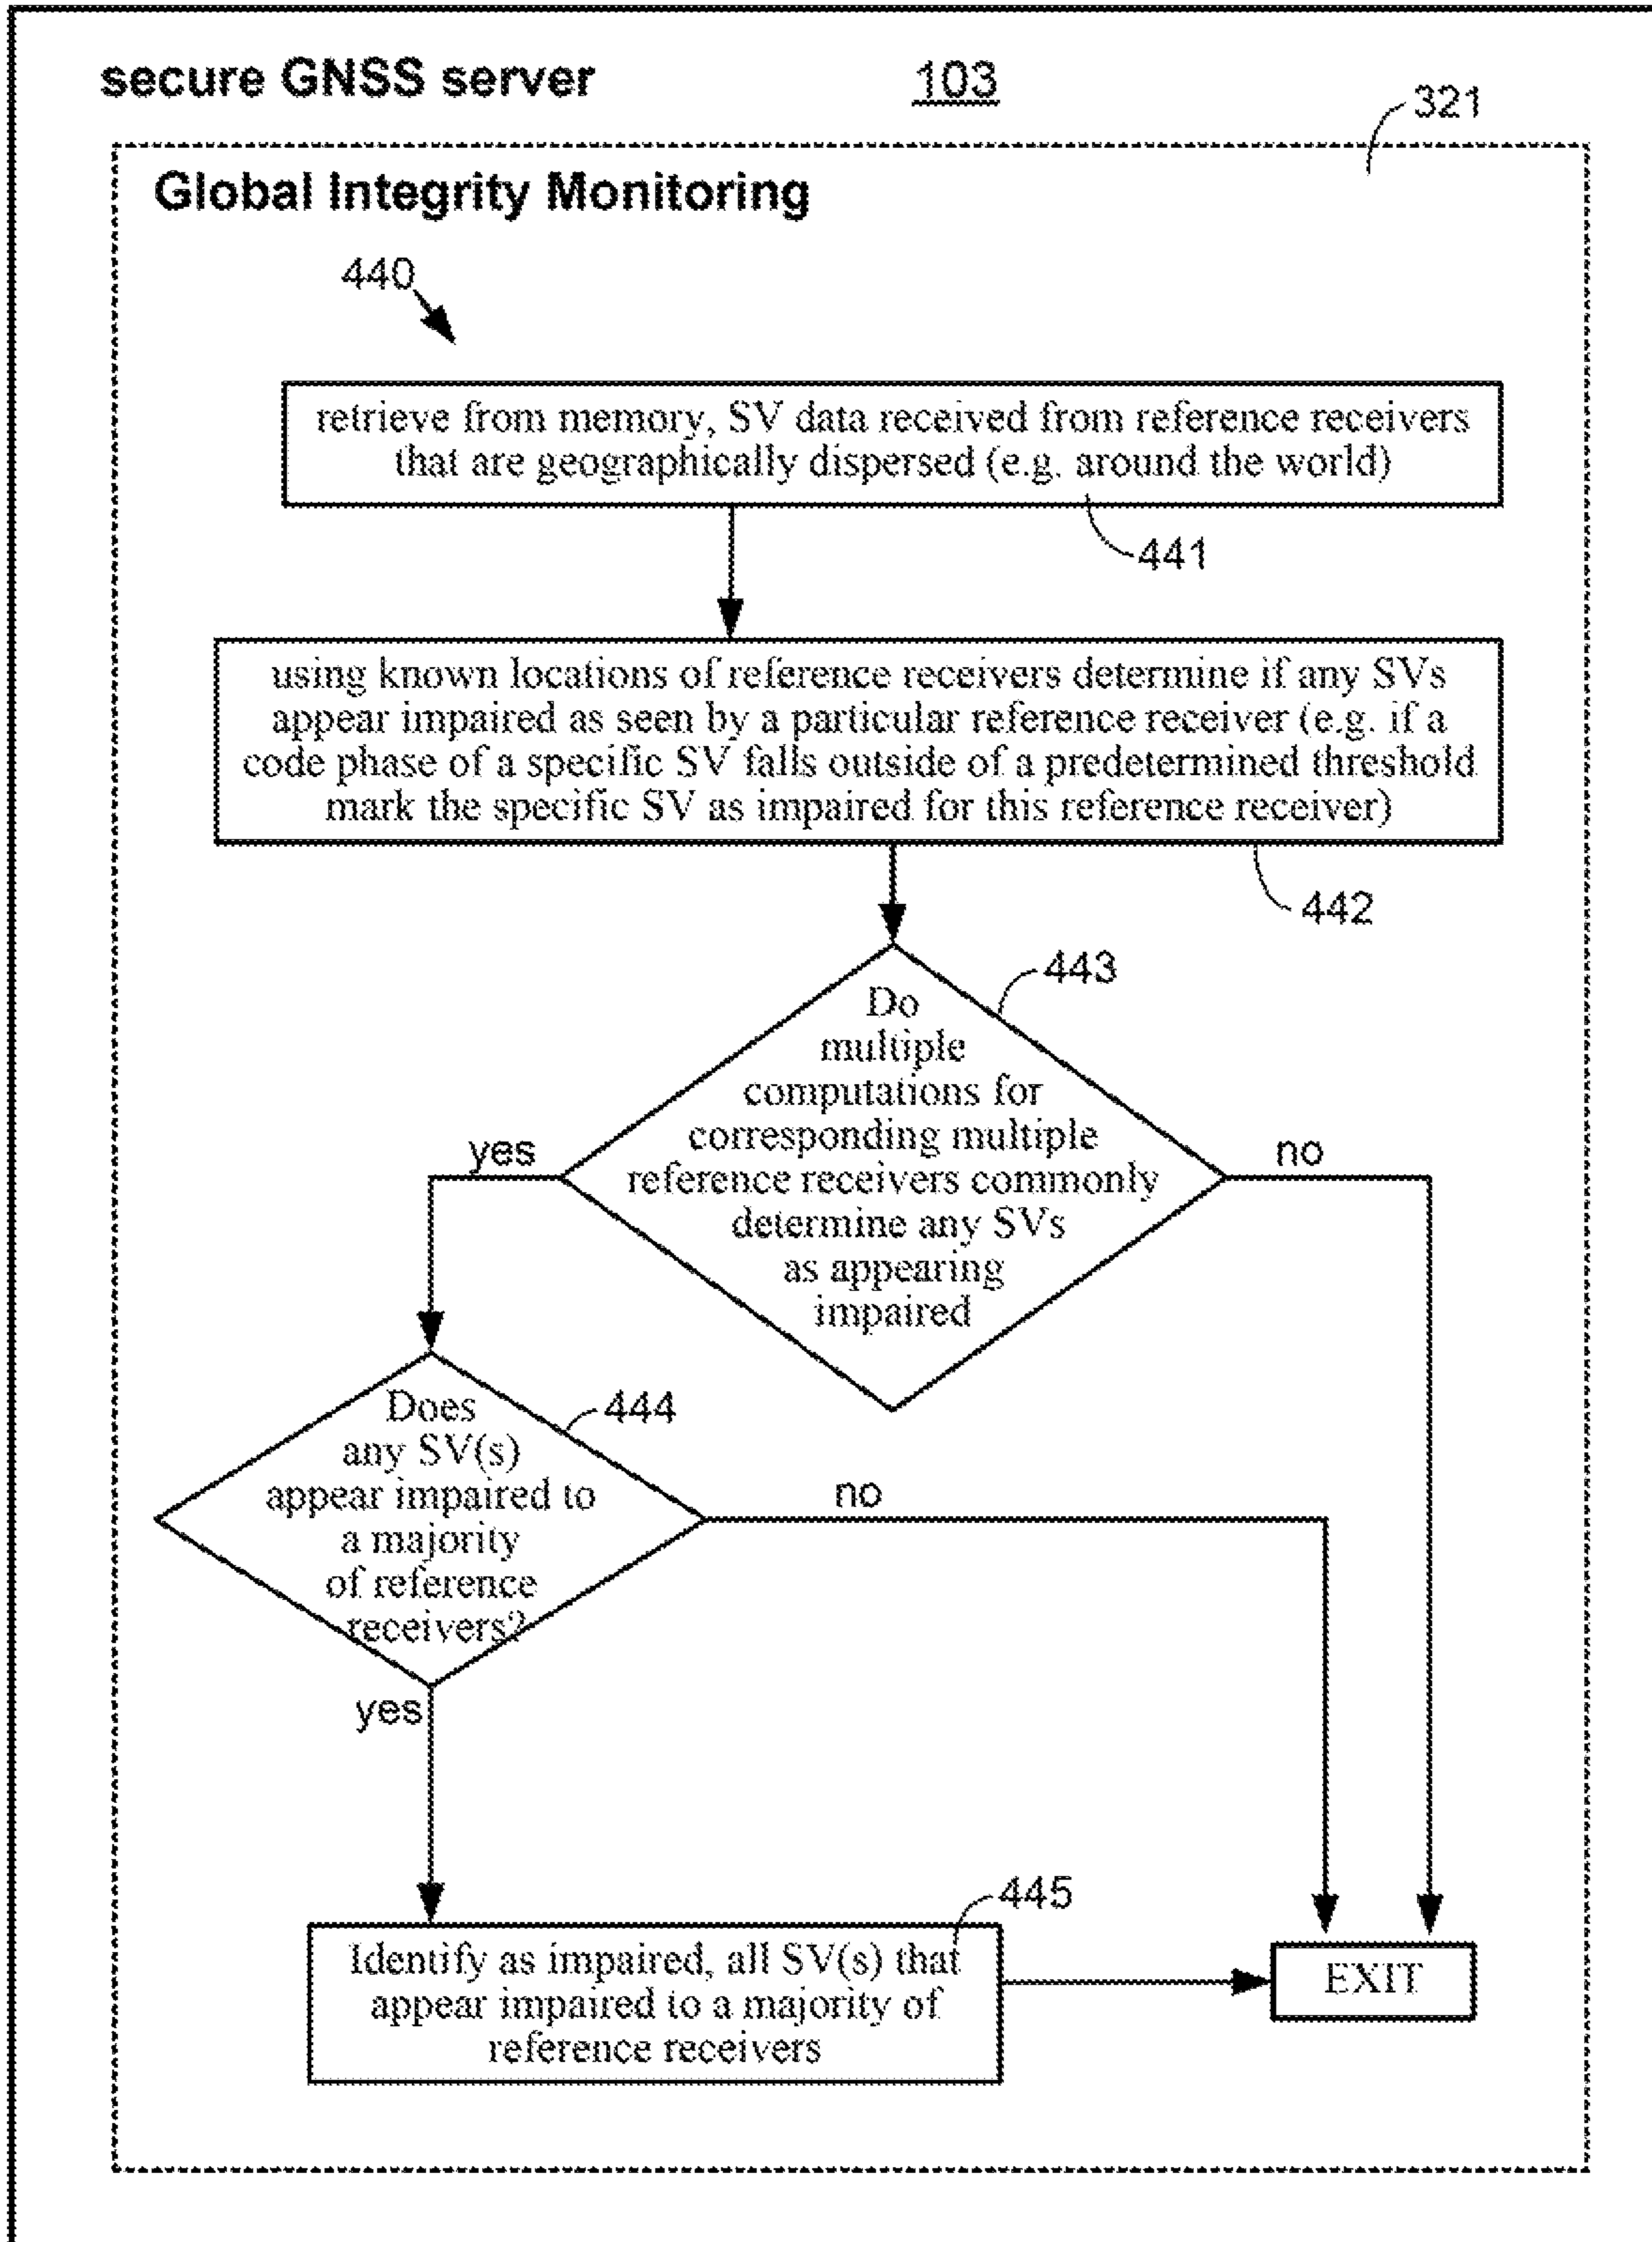 secure GNSS server 103
321
Global Integrity Monitoring
440
retrieve from memory, SV data received from reference receivers
that are geographically dispersed (e.g. around the world)
441
using known locations of reference receivers determine if any SVs
appear impaired as seen by a particular reference receiver (e.g. if a
code phase of a specific SV falls outside of a predetermined threshold
mark the specific SV as impaired for this reference receiver)
442
443
Do
multiple
computations for
corresponding multiple
reference receivers commonly
determine any SVs
as appearing
impaired
yes
no
444
Does
any SV(s)
appear impaired to
a majority
of reference
receivers?
no
yes
445
Identify as impaired, all SV(s) that
appear impaired to a majority of
reference receivers
EXIT